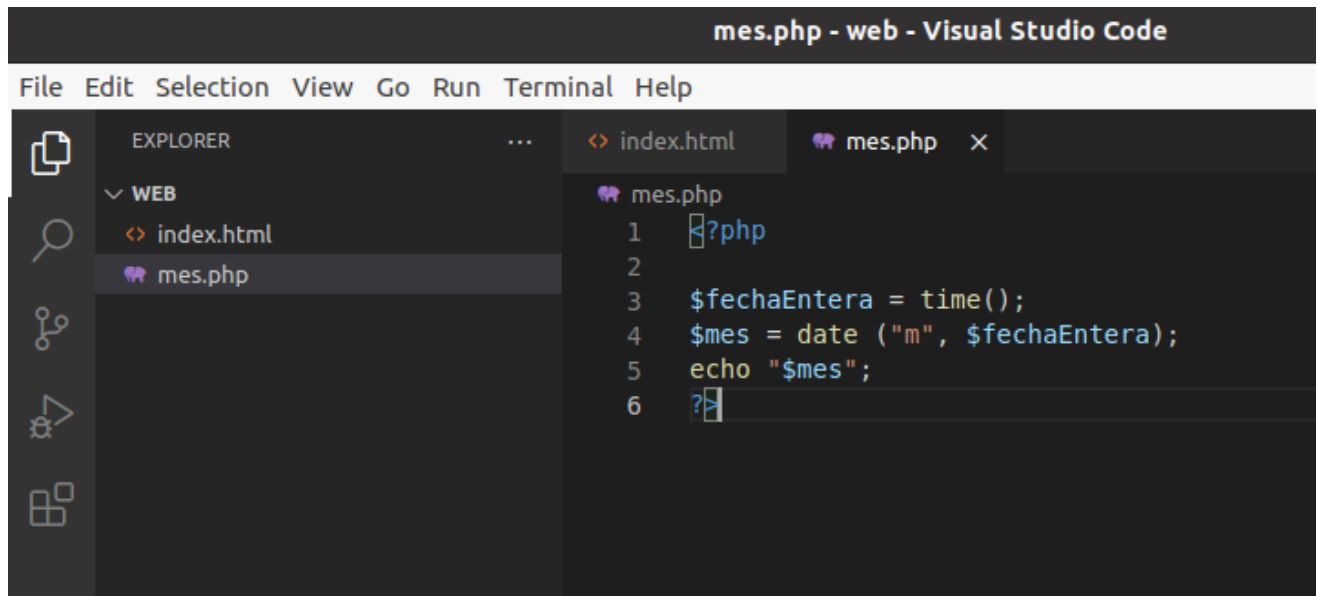 mes.php - web - Visual Studio Code
File Edit Selection View Go Run Terminal Help
EXPLORER ...
WEB
index.html
mes.php
index.html mes.php
mes.php
1 <?php
2
3 $fechaEntera = time();
4 $mes = date ("m", $fechaEntera);
5 echo "$mes";
6 ?>